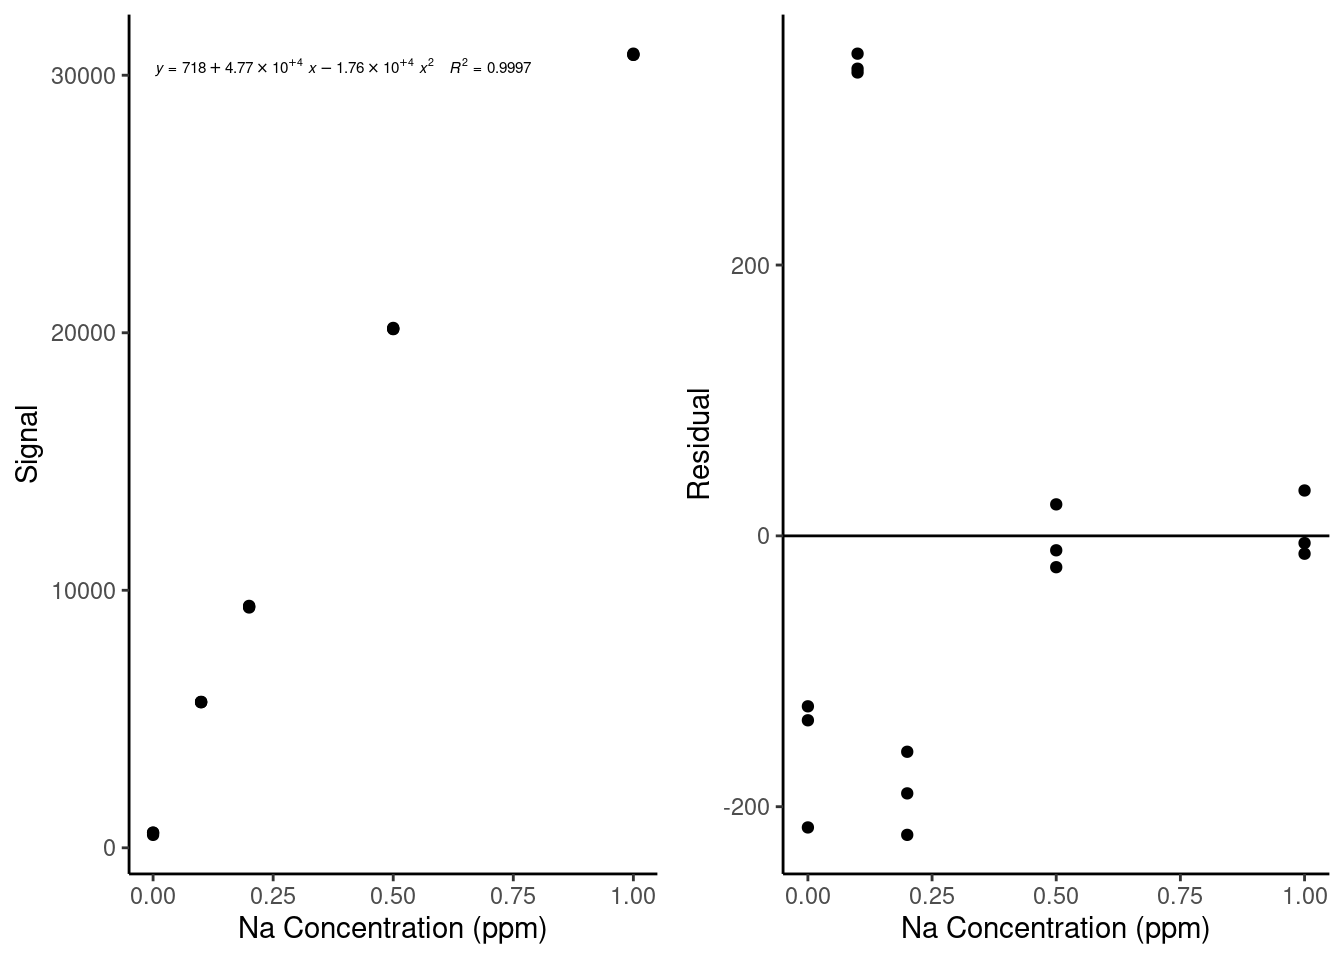 y = 718 + 4.77 × 10⁺⁴ x − 1.76 × 10⁺⁴ x² R² = 0.9997
30000
20000
10000
0
Signal
0.00 0.25 0.50 0.75 1.00
Na Concentration (ppm)
200
0
-200
Residual
0.00 0.25 0.50 0.75 1.00
Na Concentration (ppm)